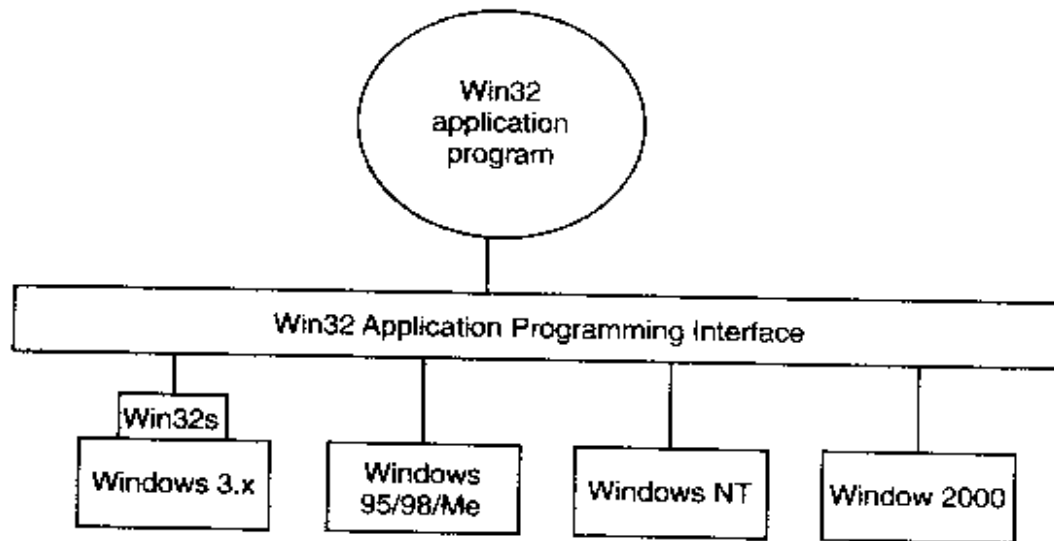 Win32
application
program
Win32 Application Programming Interface
Win32s
Windows 3.x
Windows
95/98/Me
Windows NT
Window 2000